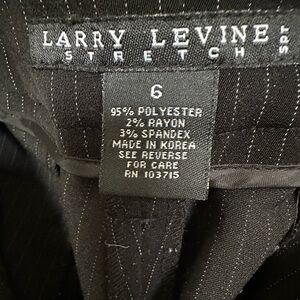 LARRY LEVINE SPT
STRETCH
6
95% POLYESTER
2% RAYON
3% SPANDEX
MADE IN KOREA
SEE REVERSE
FOR CARE
RN 103715